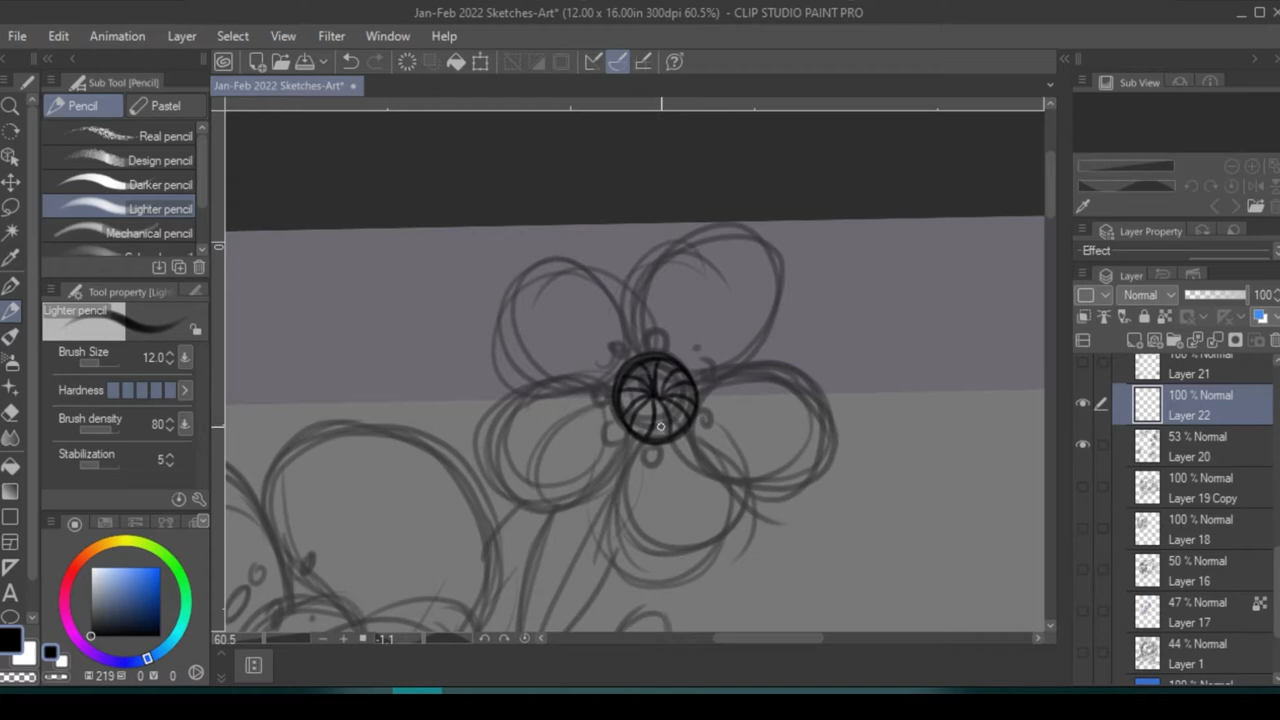 Jan-Feb 2022 Sketches-Art* (12.00 x 16.00in 300dpi 60.5%) - CLIP STUDIO PAINT PRO
File Edit Animation Layer Select View Filter Window Help
Sub Tool [Pencil]
Jan-Feb 2022 Sketches-Art*
Sub View
Pencil Pastel
Real pencil
Design pencil
Darker pencil
Lighter pencil
Mechanical pencil
Tool property [Ligh
Lighter pencil
Brush Size 12.0
Hardness
Brush density 80
Stabilization 5
219 0 0
0
60.5 -1.1
Layer Property
Effect
Layer
Normal 100
Layer 21
100 % Normal
Layer 22
53 % Normal
Layer 20
100 % Normal
Layer 19 Copy
100 % Normal
Layer 18
50 % Normal
Layer 16
47 % Normal
Layer 17
44 % Normal
Layer 1